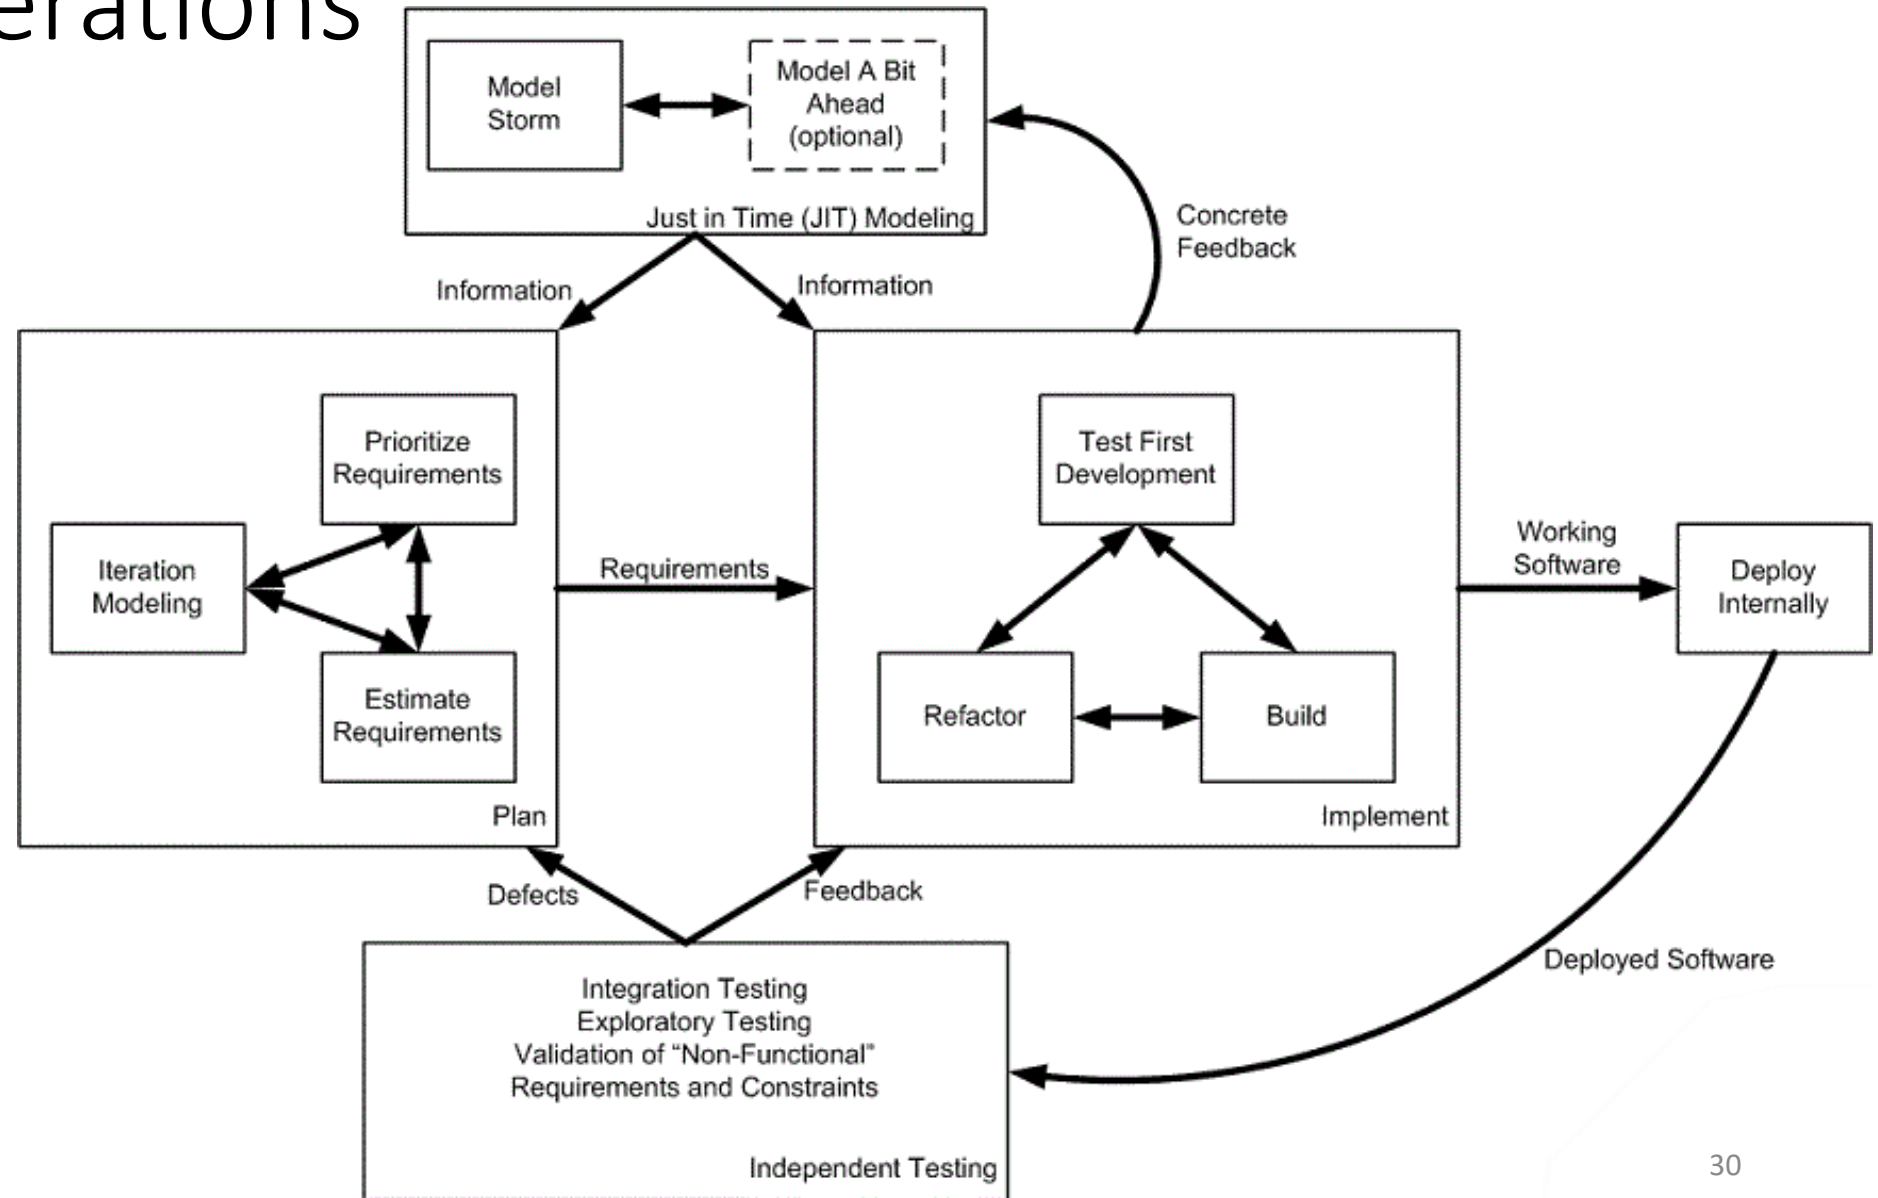 erations
Model
Storm
Model A Bit
Ahead
(optional)
Just in Time (JIT) Modeling
Concrete
Feedback
Information
Information
Prioritize
Requirements
Iteration
Modeling
Estimate
Requirements
Plan
Requirements
Test First
Development
Refactor
Build
Implement
Working
Software
Deploy
Internally
Defects
Feedback
Deployed Software
Integration Testing
Exploratory Testing
Validation of “Non-Functional”
Requirements and Constraints
Independent Testing
30